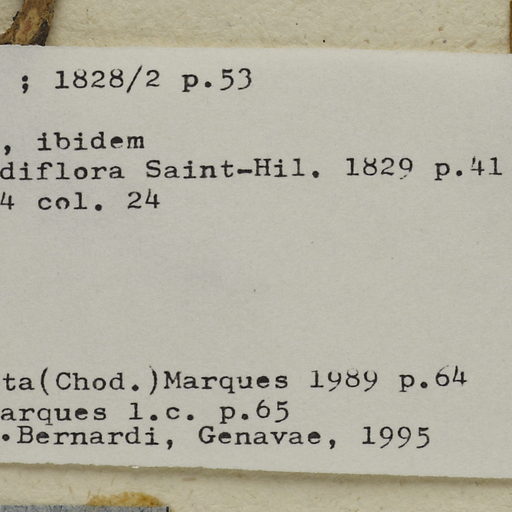 ; 1828/2 p.53
, ibidem
diflora Saint-Hil. 1829 p.41
4 col. 24
ta(Chod.)Marques 1989 p.64
arques l.c. p.65
.Bernardi, Genavae, 1995